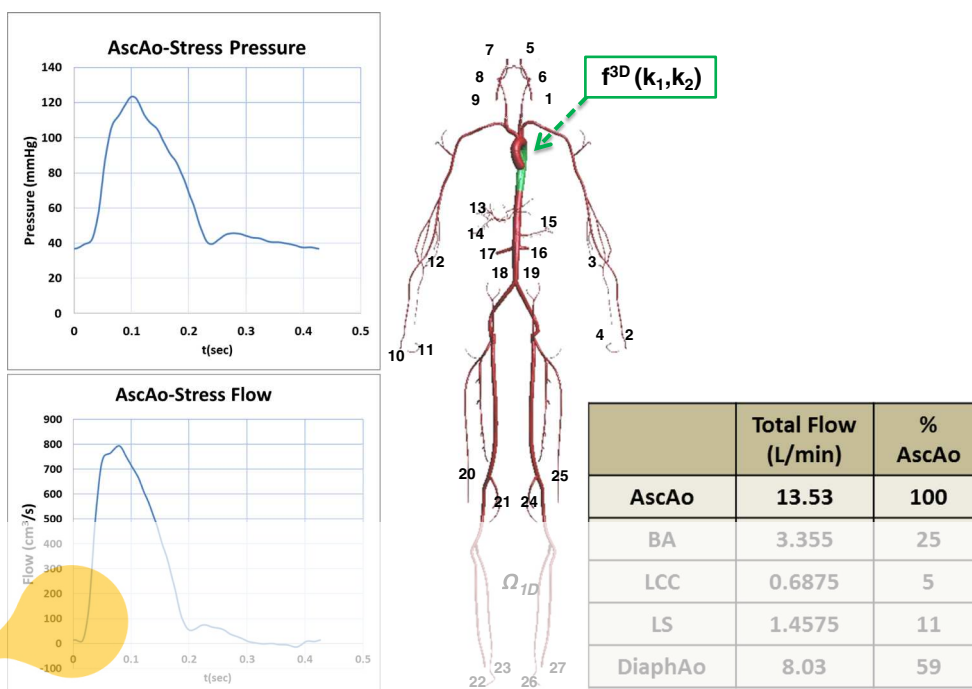 AscAo-Stress Pressure
140
120
100
80
60
40
20
0
Pressure (mmHg)
0 0.1 0.2 0.3 0.4 0.5
t(sec)
AscAo-Stress Flow
900
800
700
600
500
400
300
200
100
0
-100
Flow (cm³/s)
0 0.1 0.2 0.3 0.4 0.5
t(sec)
7 5
8 6
9 1
f³ᴰ (k₁,k₂)
13
14 15
17 16
12 3
18 19
4 2
10 11
20 25
21 24
Ω₁D
23 27
22 26
Total Flow (L/min) % AscAo
AscAo 13.53 100
BA 3.355 25
LCC 0.6875 5
LS 1.4575 11
DiaphAo 8.03 59